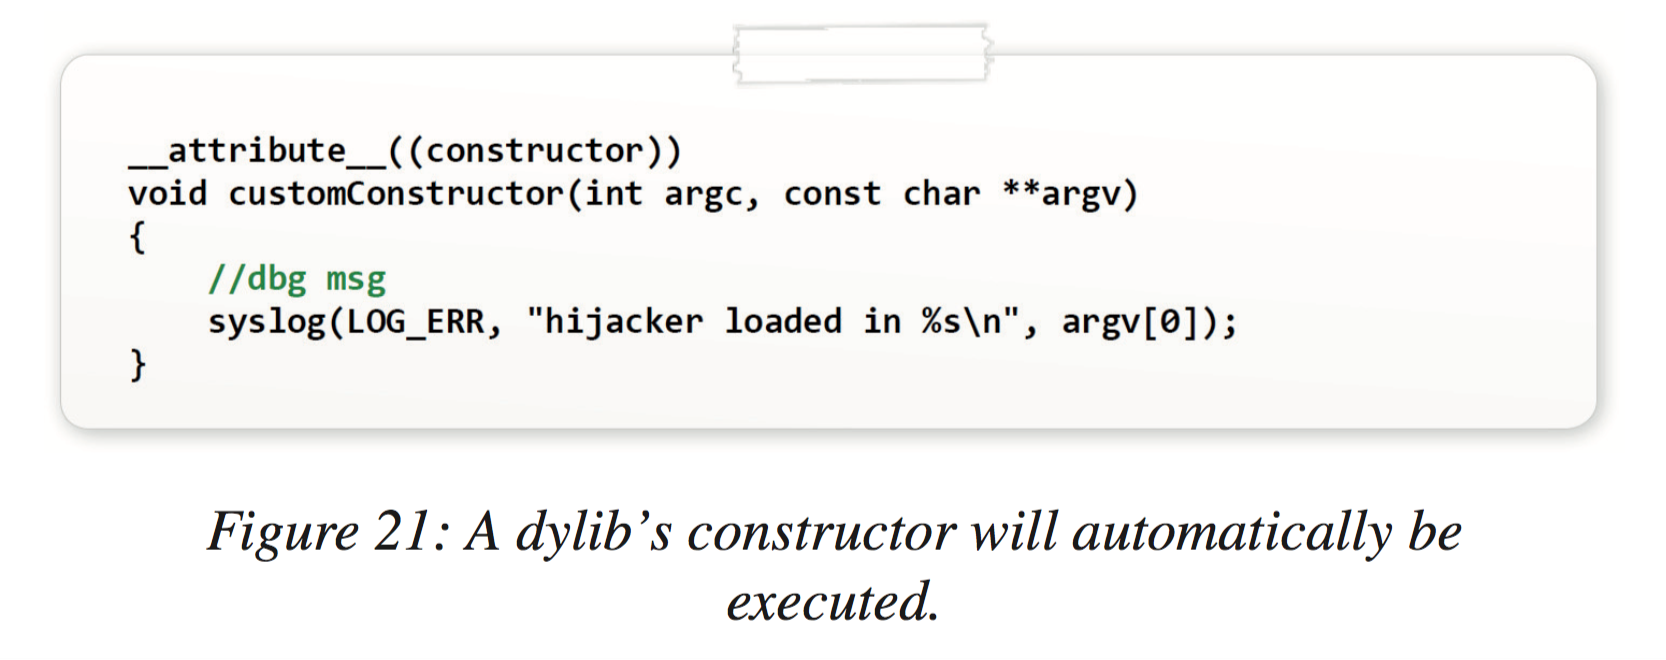 __attribute__((constructor))
void customConstructor(int argc, const char **argv)
{
    //dbg msg
    syslog(LOG_ERR, "hijacker loaded in %s\n", argv[0]);
}
Figure 21: A dylib’s constructor will automatically be
executed.